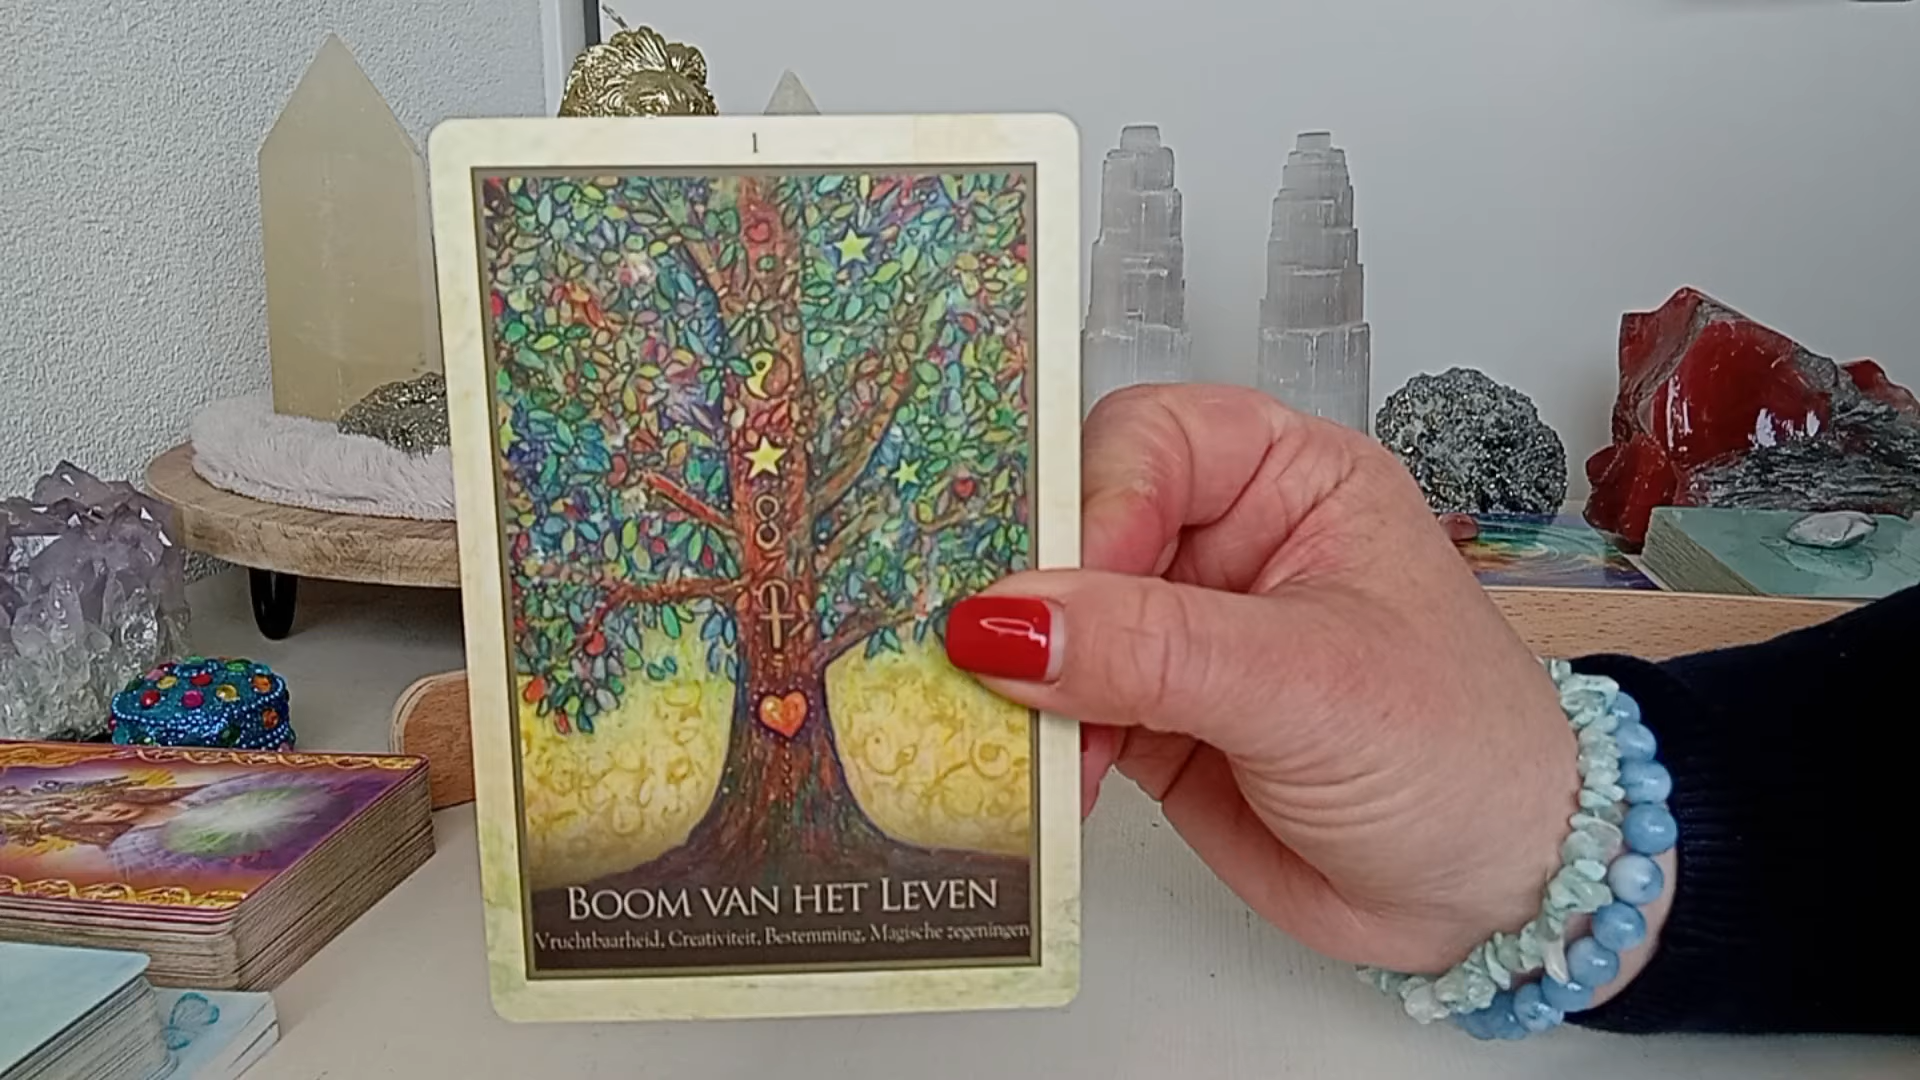 1
BOOM VAN HET LEVEN
Vruchtbaarheid, Creativiteit, Bestemming, Magische zegeningen